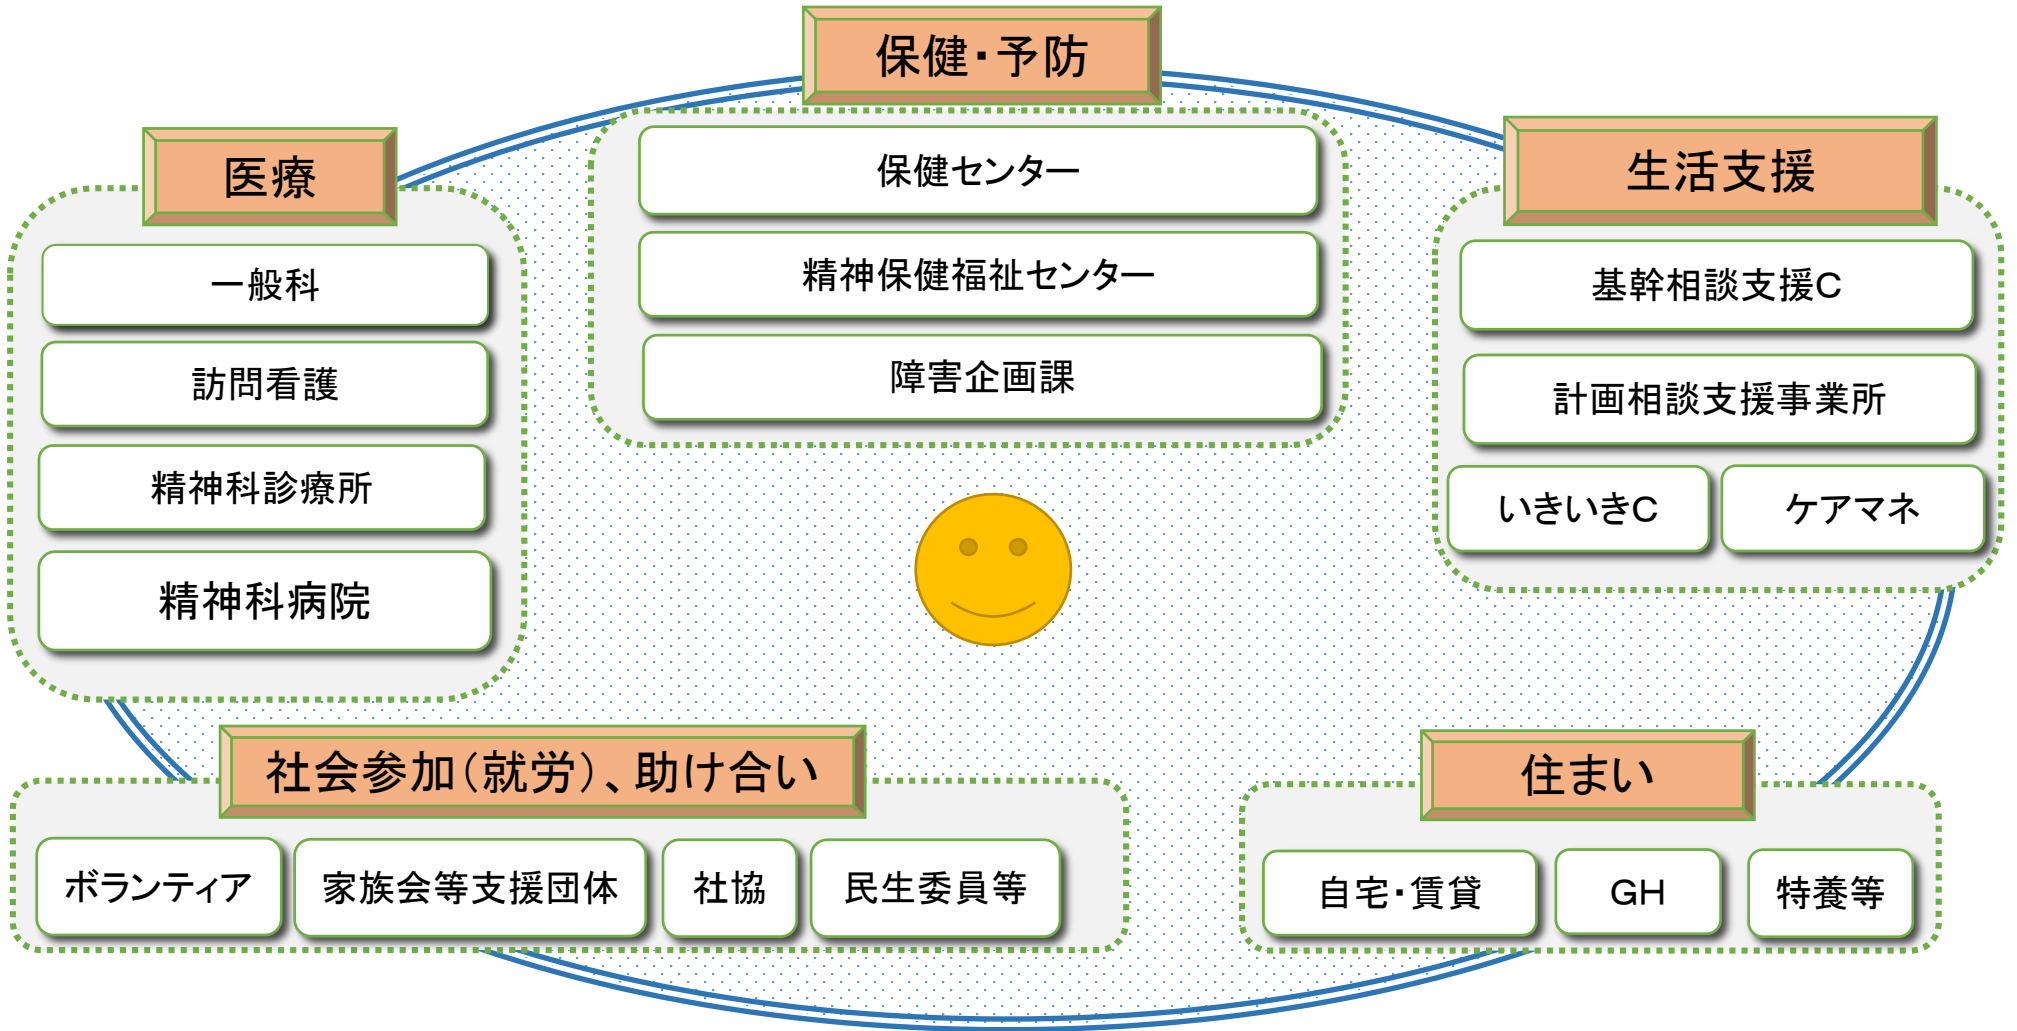 保健・予防
保健センター
精神保健福祉センター
障害企画課
医療
一般科
訪問看護
精神科診療所
精神科病院
生活支援
基幹相談支援C
計画相談支援事業所
いきいきC
ケアマネ
社会参加(就労)、助け合い
ボランティア
家族会等支援団体
社協
民生委員等
住まい
自宅・賃貸
GH
特養等